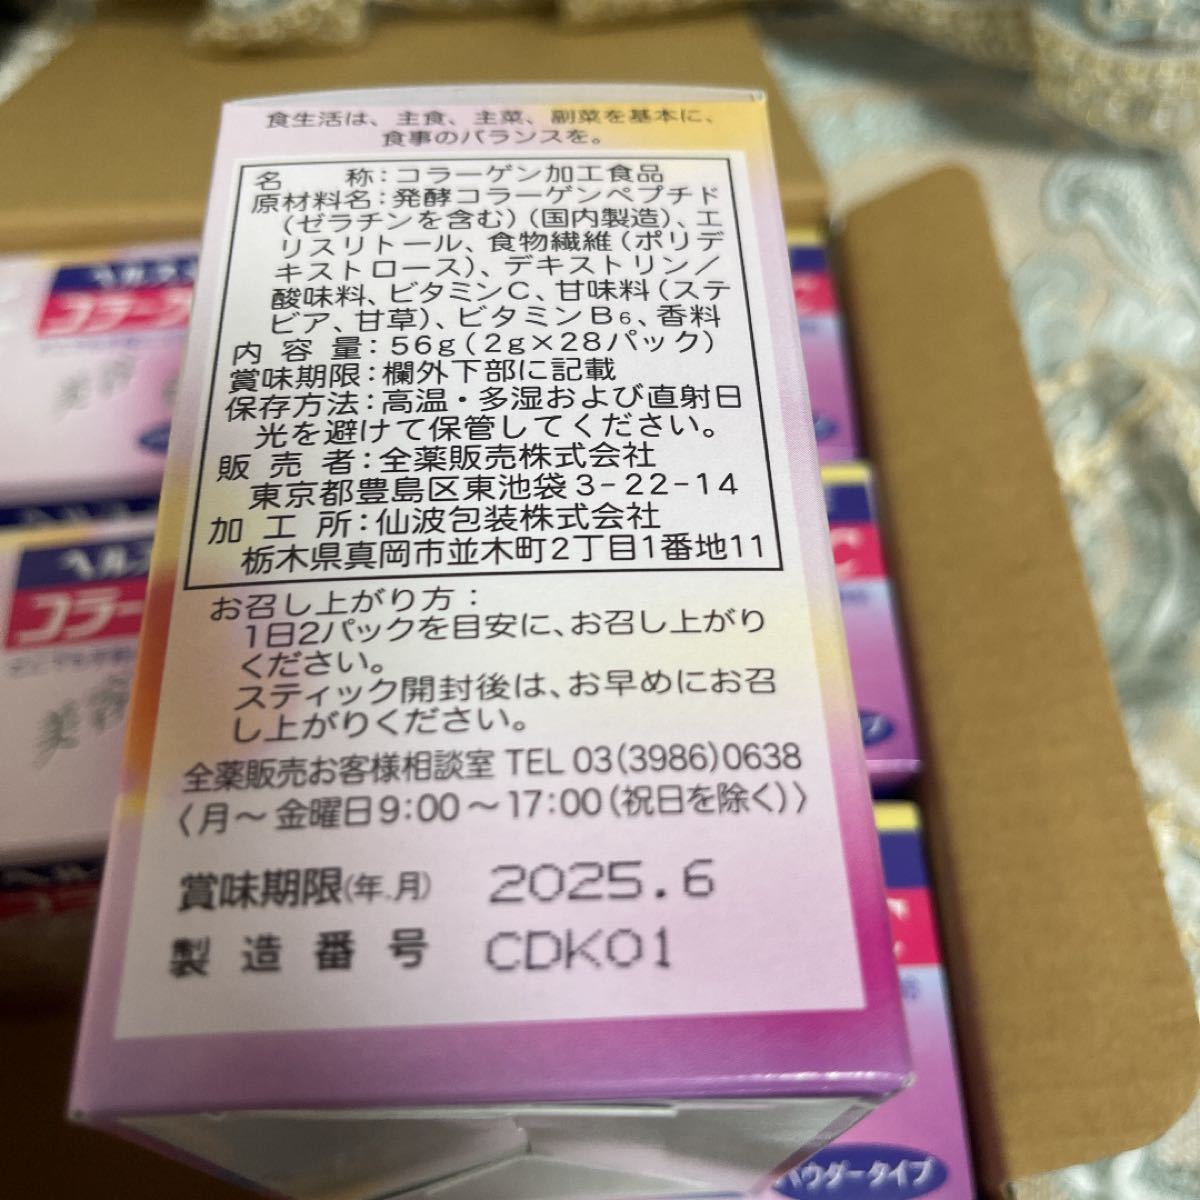 食生活は、主食、主菜、副菜を基本に、
食事のバランスを。
名 称：コラーゲン加工食品
原材料名：発酵コラーゲンペプチド
（ゼラチンを含む）（国内製造）、エ
リスリトール、食物繊維（ポリデ
キストロース）、デキストリン／
酸味料、ビタミンC、甘味料（ステ
ビア、甘草）、ビタミンB6、香料
内 容 量：56g（2g×28パック）
賞味期限：欄外下部に記載
保存方法：高温・多湿および直射日
光を避けて保管してください。
販 売 者：全薬販売株式会社
東京都豊島区東池袋3-22-14
加 工 所：仙波包装株式会社
栃木県真岡市並木町2丁目1番地11
お召し上がり方：
1日2パックを目安に、お召し上がり
ください。
スティック開封後は、お早めにお召
し上がりください。
全薬販売お客様相談室 TEL 03(3986)0638
〈月～金曜日9:00～17:00(祝日を除く)〉
賞味期限(年.月) 2025.6
製造番号 CDK01
ヘルス
コラーゲ
美容
ヘルス
コラー
美容
パウダータイプ